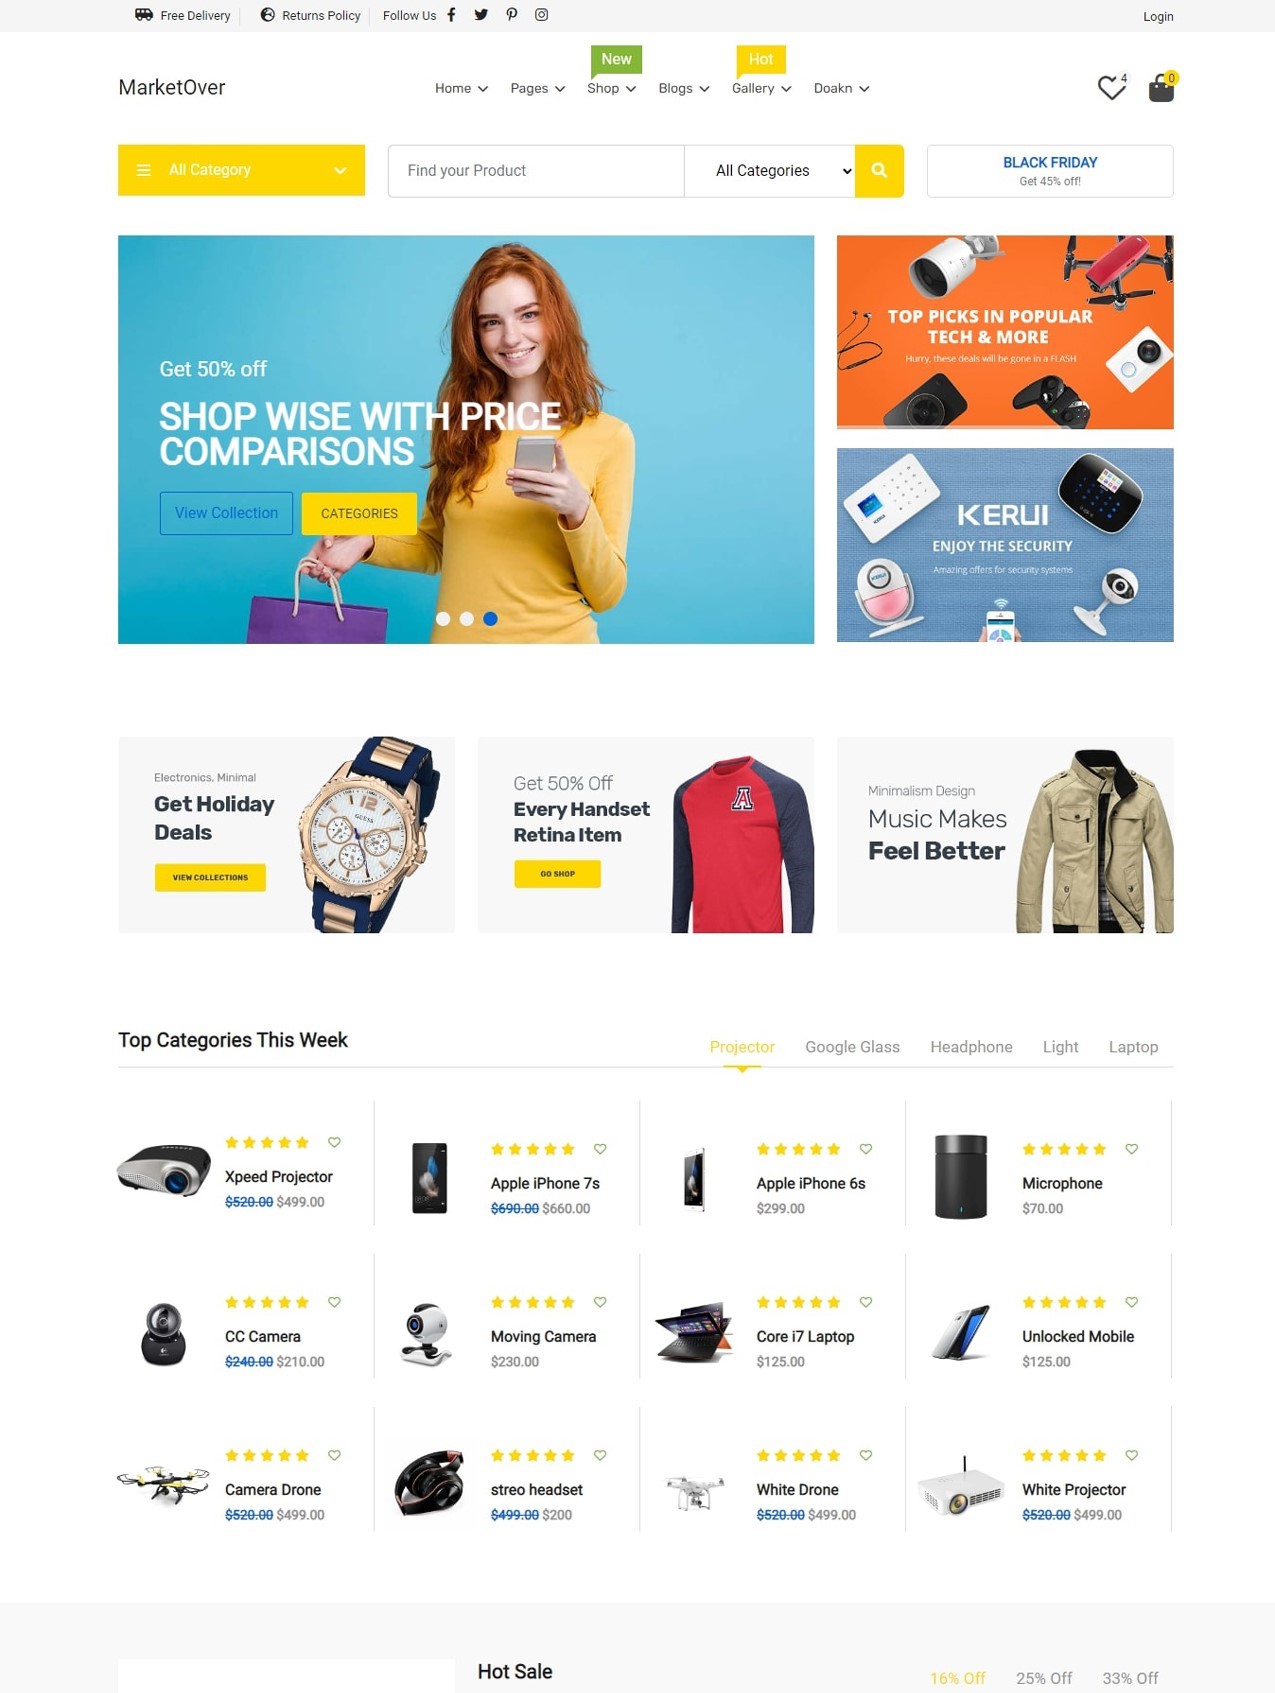 Free Delivery
Returns Policy
Follow Us
Login
MarketOver
New
Hot
Home
Pages
Shop
Blogs
Gallery
Doakn
4
0
All Category
Find your Product
All Categories
BLACK FRIDAY
Get 45% off!
Get 50% off
SHOP WISE WITH PRICE
COMPARISONS
View Collection
CATEGORIES
TOP PICKS IN POPULAR
TECH & MORE
Hurry, these deals will be gone in a FLASH
KERUI
ENJOY THE SECURITY
Amazing offers for security systems
Electronics, Minimal
Get Holiday
Deals
VIEW COLLECTIONS
12
GUESS
Get 50% Off
Every Handset
Retina Item
GO SHOP
A
Minimalism Design
Music Makes
Feel Better
Top Categories This Week
Projector
Google Glass
Headphone
Light
Laptop
Xpeed Projector
$520.00 $499.00
Apple iPhone 7s
$690.00 $660.00
Apple iPhone 6s
$299.00
Microphone
$70.00
CC Camera
$240.00 $210.00
Moving Camera
$230.00
Core i7 Laptop
$125.00
Unlocked Mobile
$125.00
Camera Drone
$520.00 $499.00
streo headset
$499.00 $200
White Drone
$520.00 $499.00
White Projector
$520.00 $499.00
Hot Sale
16% Off
25% Off
33% Off